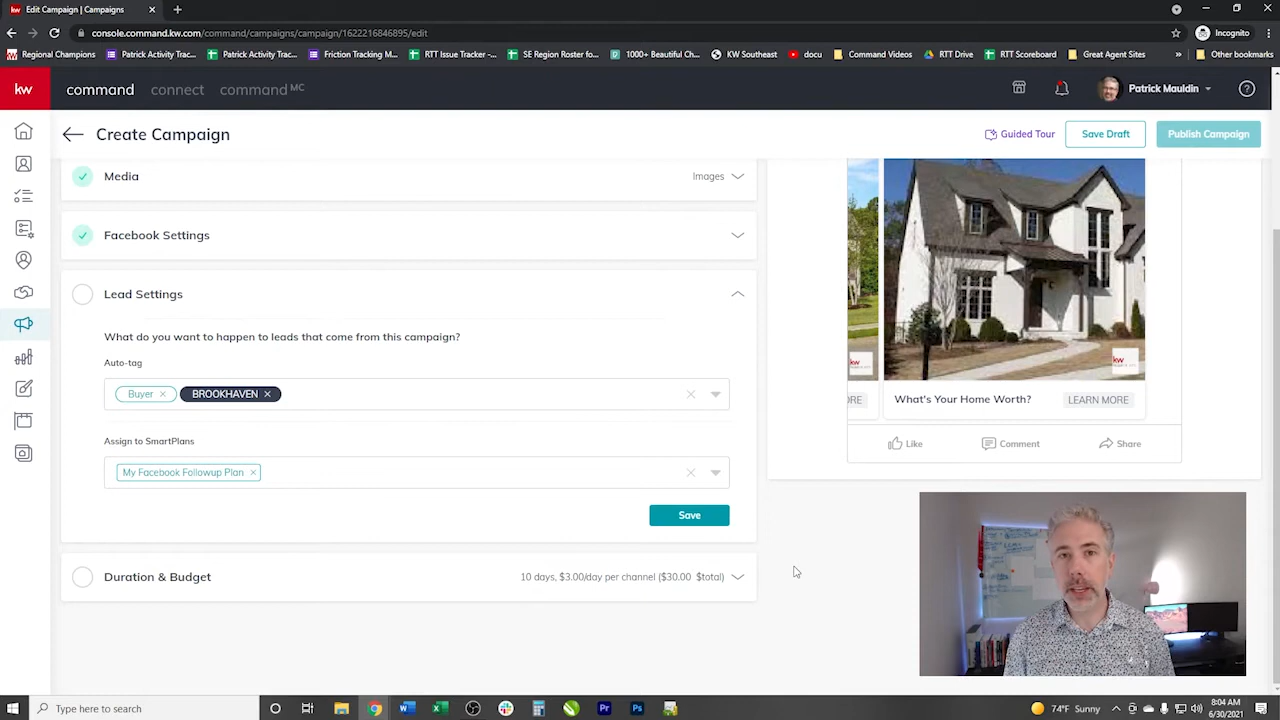 Edit Campaign | Campaigns
console.command.kw.com/command/campaigns/campaign/1622216846895/edit
Incognito
Regional Champions
Patrick Activity Trac...
Patrick Activity Trac...
Friction Tracking M...
RTT Issue Tracker -...
SE Region Roster fo...
1000+ Beautiful Ch...
KW Southeast
docu
Command Videos
RTT Drive
RTT Scoreboard
Great Agent Sites
»
Other bookmarks
kw
command
connect
command MC
Patrick Mauldin
Create Campaign
Guided Tour
Save Draft
Publish Campaign
Media
Images
Facebook Settings
Lead Settings
What do you want to happen to leads that come from this campaign?
Auto-tag
Buyer ×
BROOKHAVEN ×
Assign to SmartPlans
My Facebook Followup Plan ×
Save
Duration & Budget
10 days, $3.00/day per channel ($30.00 $total)
kw
kw
ORE
What's Your Home Worth?
LEARN MORE
Like
Comment
Share
Type here to search
74°F Sunny
8:04 AM
6/30/2021